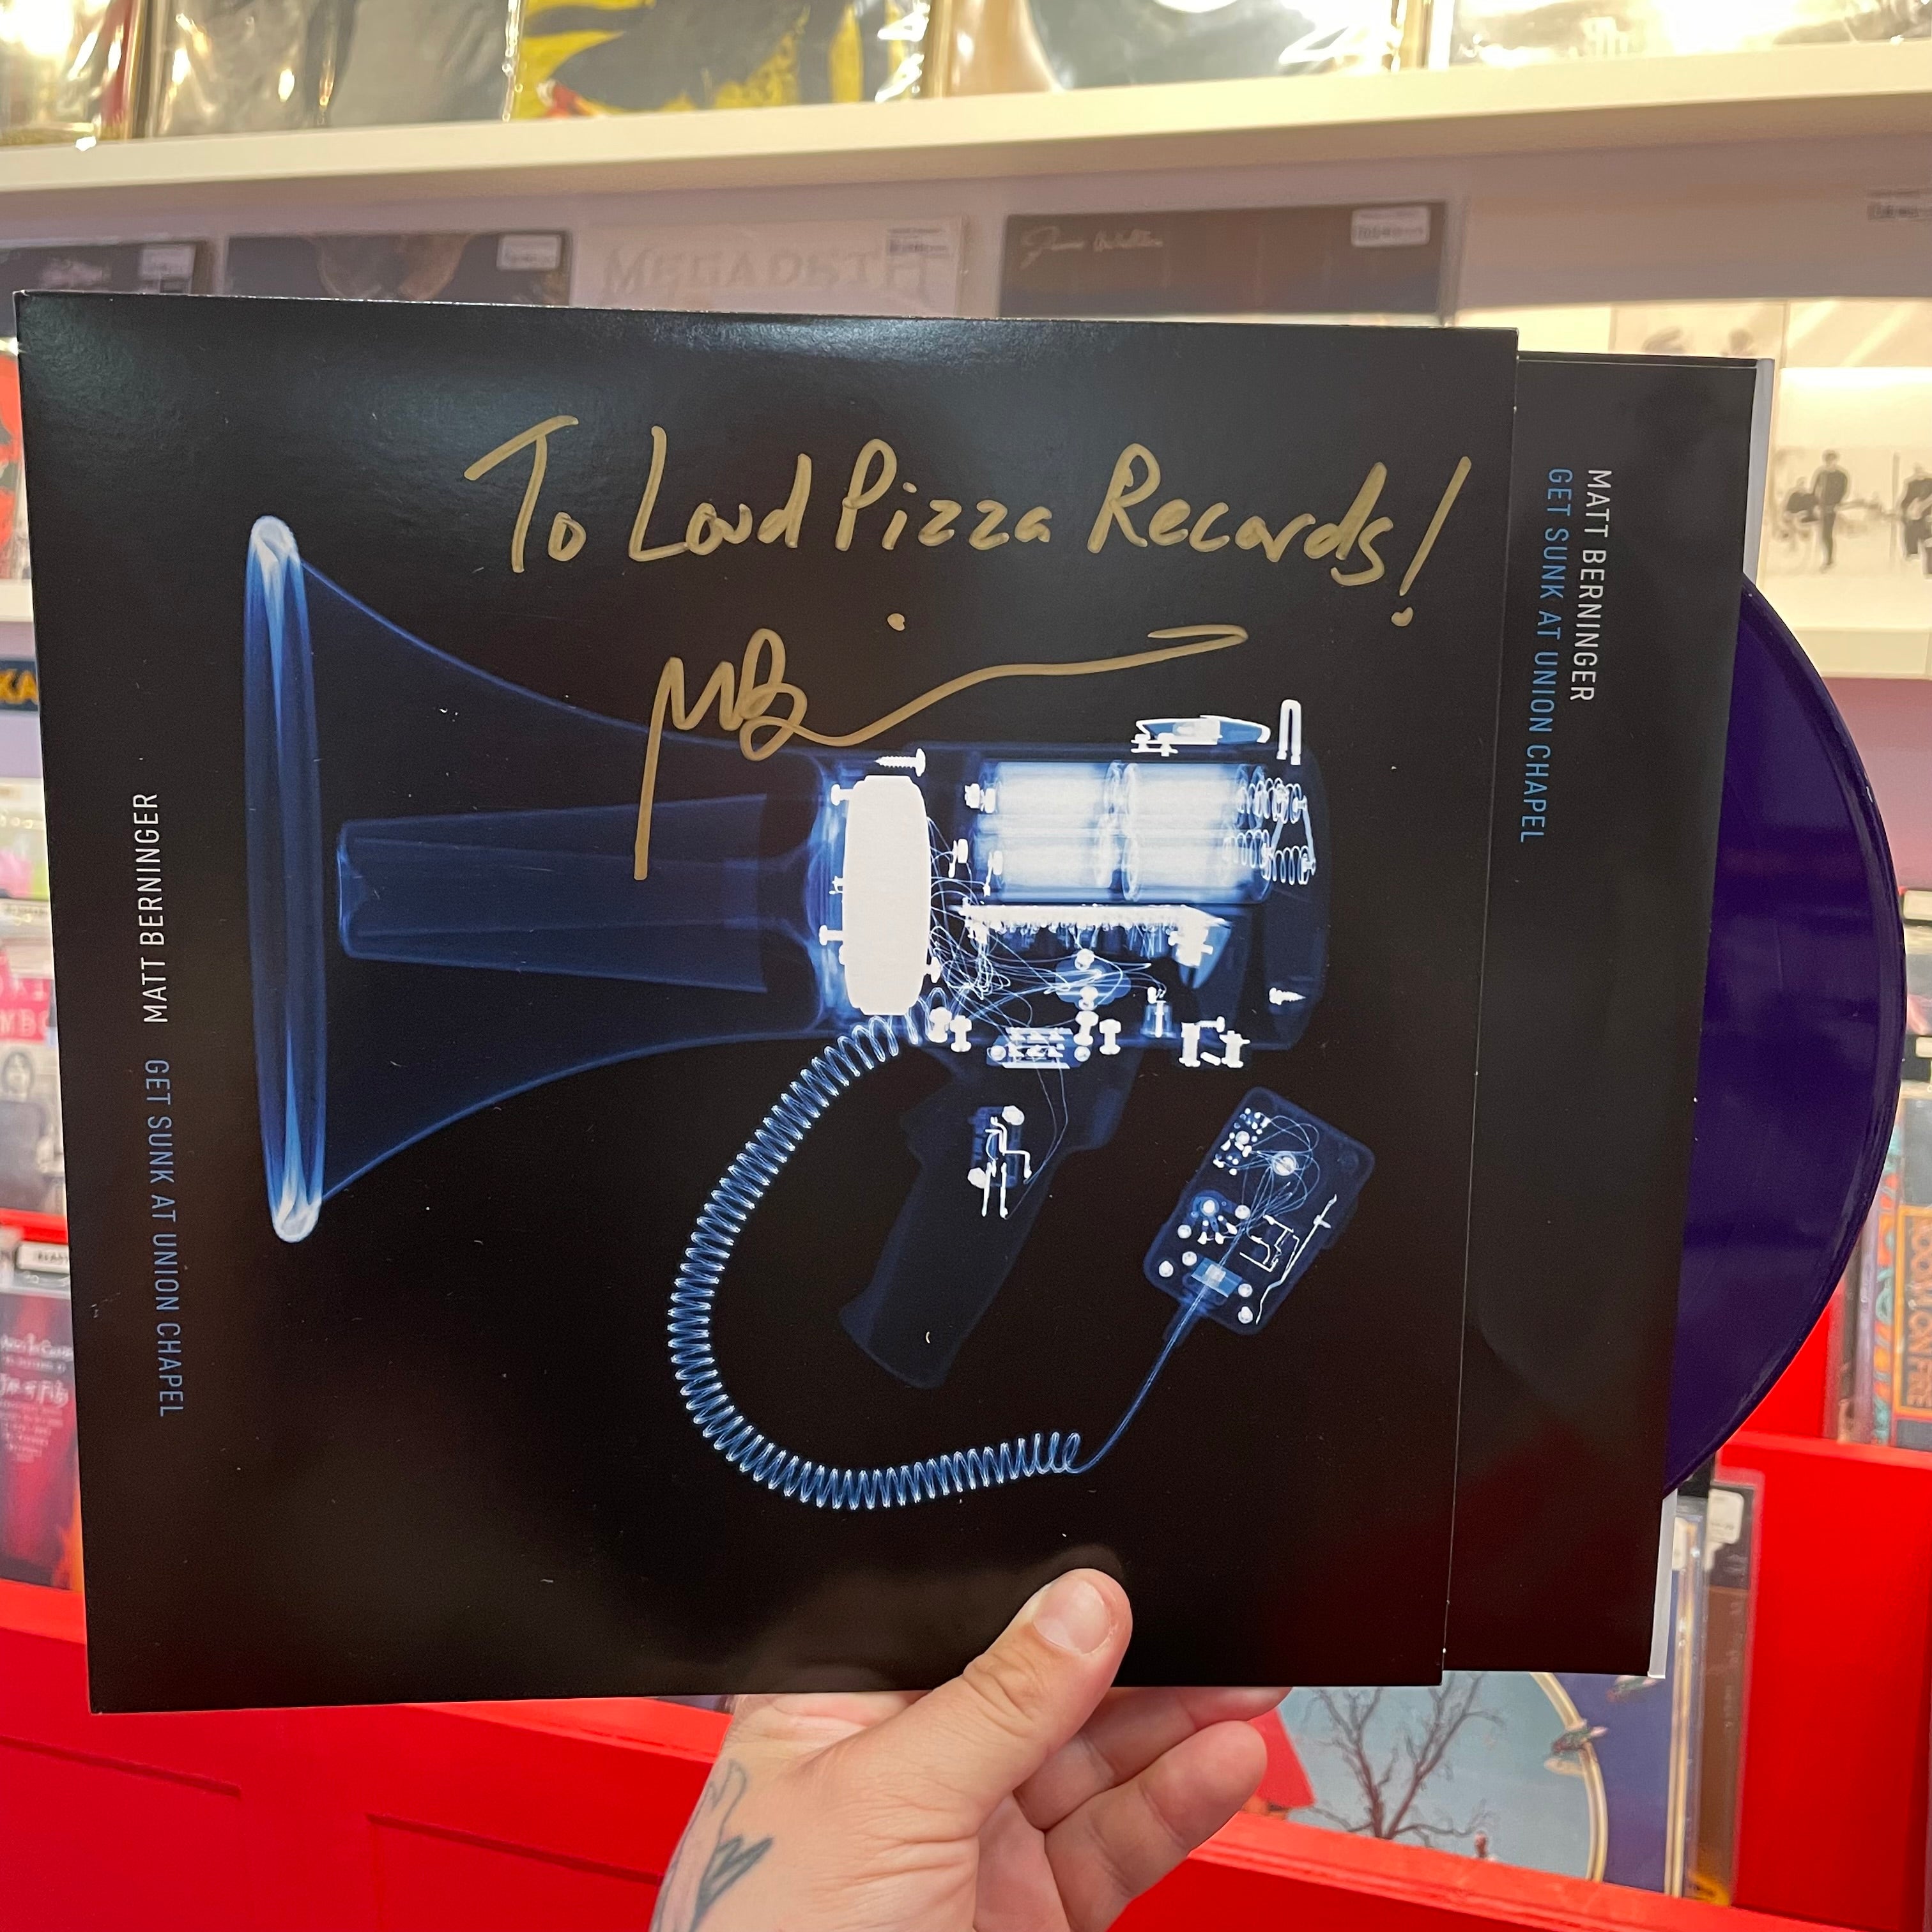 MEGADETH
To Loud Pizza Records!
MB
MATT BERNINGER GET SUNK AT UNION CHAPEL
MATT BERNINGER
GET SUNK AT UNION CHAPEL